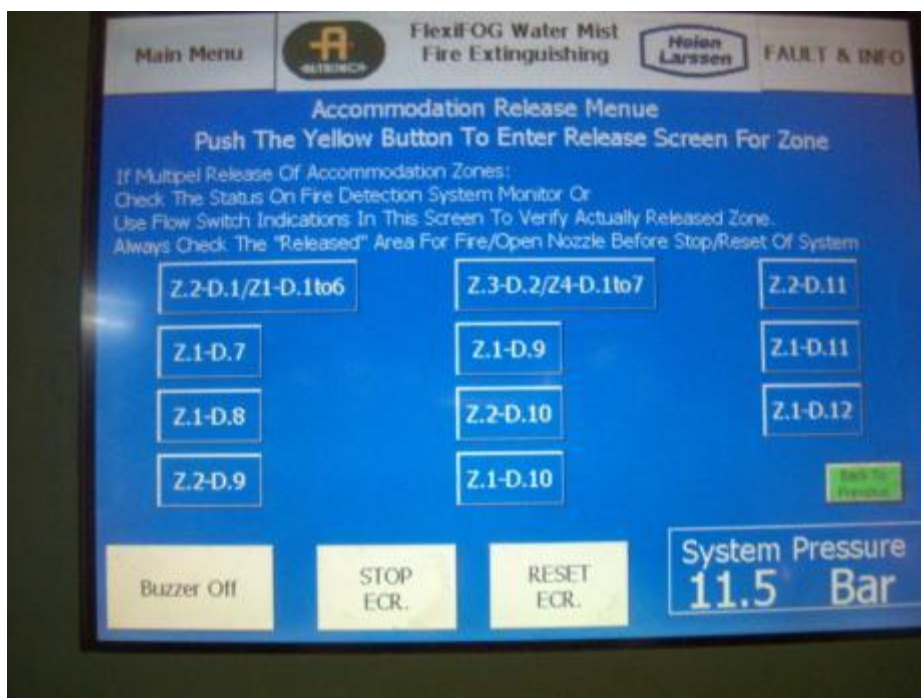 Main Menu
FlexiFOG Water Mist
Fire Extinguishing
Heien
Larssen
FAULT & INFO
Accommodation Release Menue
Push The Yellow Button To Enter Release Screen For Zone
If Multipel Release Of Accommodation Zones:
Check The Status On Fire Detection System Monitor Or
Use Flow Switch Indications In This Screen To Verify Actually Released Zone.
Always Check The "Released" Area For Fire/Open Nozzle Before Stop/Reset Of System
Z.2-D.1/Z1-D.1to6
Z.3-D.2/Z4-D.1to7
Z.2-D.11
Z.1-D.7
Z.1-D.9
Z.1-D.11
Z.1-D.8
Z.2-D.10
Z.1-D.12
Z.2-D.9
Z.1-D.10
Back To
Previous
Buzzer Off
STOP
ECR.
RESET
ECR.
System Pressure
11.5 Bar